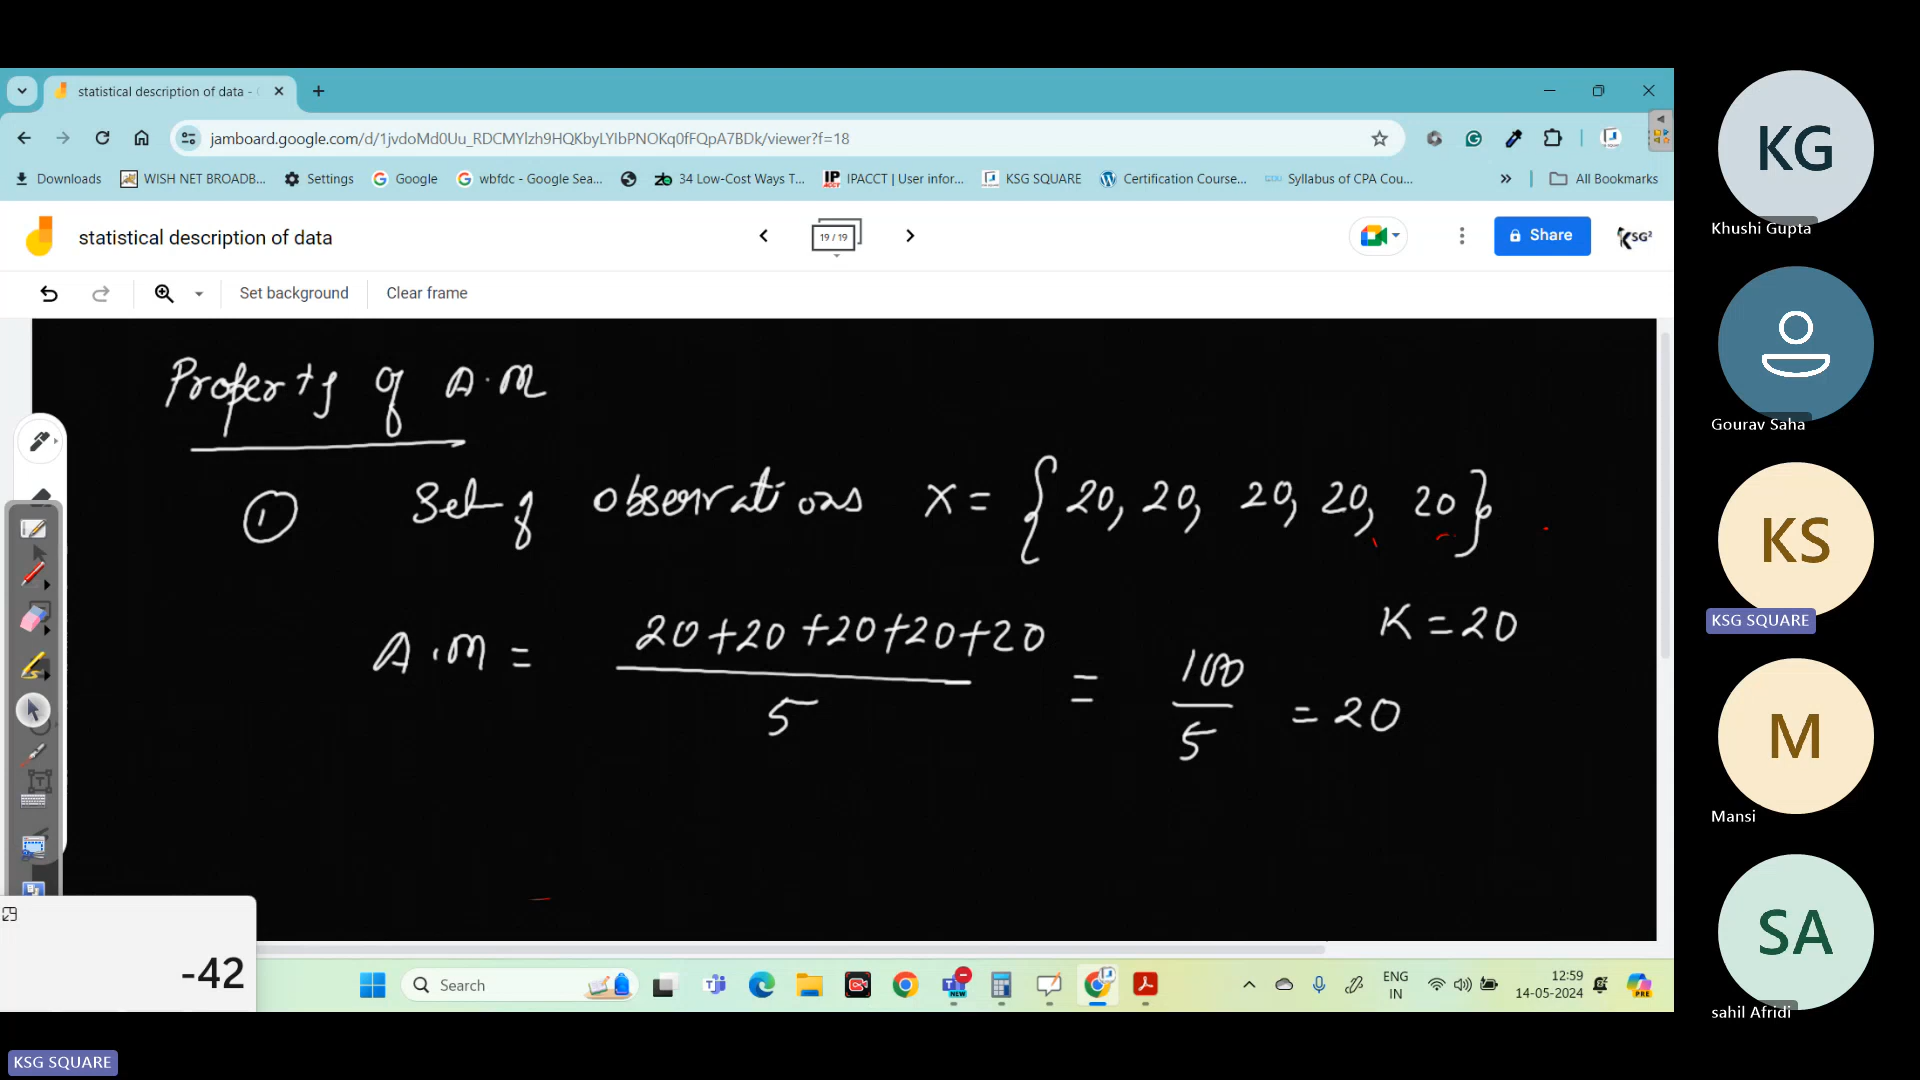 statistical description of data -
jamboard.google.com/d/1jvdoMd0Uu_RDCMYlzh9HQKbyLYIbPNOKq0fFQpA7BDk/viewer?f=18
Downloads WISH NET BROADB... Settings Google wbfdc - Google Sea... 34 Low-Cost Ways T... IPACCT | User infor... KSG SQUARE Certification Course... Syllabus of CPA Cou... » All Bookmarks
statistical description of data
19 / 19
Share
KSG²
Set background Clear frame
Property of A.M
① Set of observations X = {20, 20, 20, 20, 20}
K = 20
A.M = 20+20+20+20+20 / 5 = 100 / 5 = 20
-42
Search
ENG
IN
12:59
14-05-2024
KG
Khushi Gupta
Gourav Saha
KS
KSG SQUARE
M
Mansi
SA
sahil Afridi
KSG SQUARE